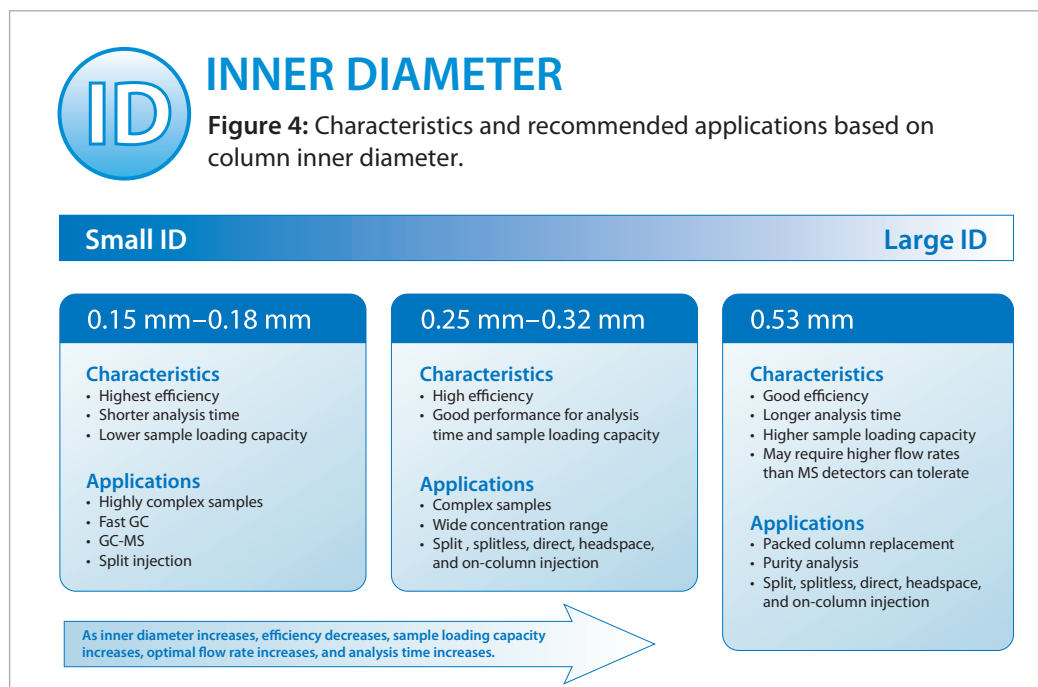 ID
INNER DIAMETER
Figure 4: Characteristics and recommended applications based on
column inner diameter.
Small ID
Large ID
0.15 mm–0.18 mm
Characteristics
• Highest efficiency
• Shorter analysis time
• Lower sample loading capacity
Applications
• Highly complex samples
• Fast GC
• GC-MS
• Split injection
0.25 mm–0.32 mm
Characteristics
• High efficiency
• Good performance for analysis
time and sample loading capacity
Applications
• Complex samples
• Wide concentration range
• Split , splitless, direct, headspace,
and on-column injection
0.53 mm
Characteristics
• Good efficiency
• Longer analysis time
• Higher sample loading capacity
• May require higher flow rates
than MS detectors can tolerate
Applications
• Packed column replacement
• Purity analysis
• Split, splitless, direct, headspace,
and on-column injection
As inner diameter increases, efficiency decreases, sample loading capacity
increases, optimal flow rate increases, and analysis time increases.